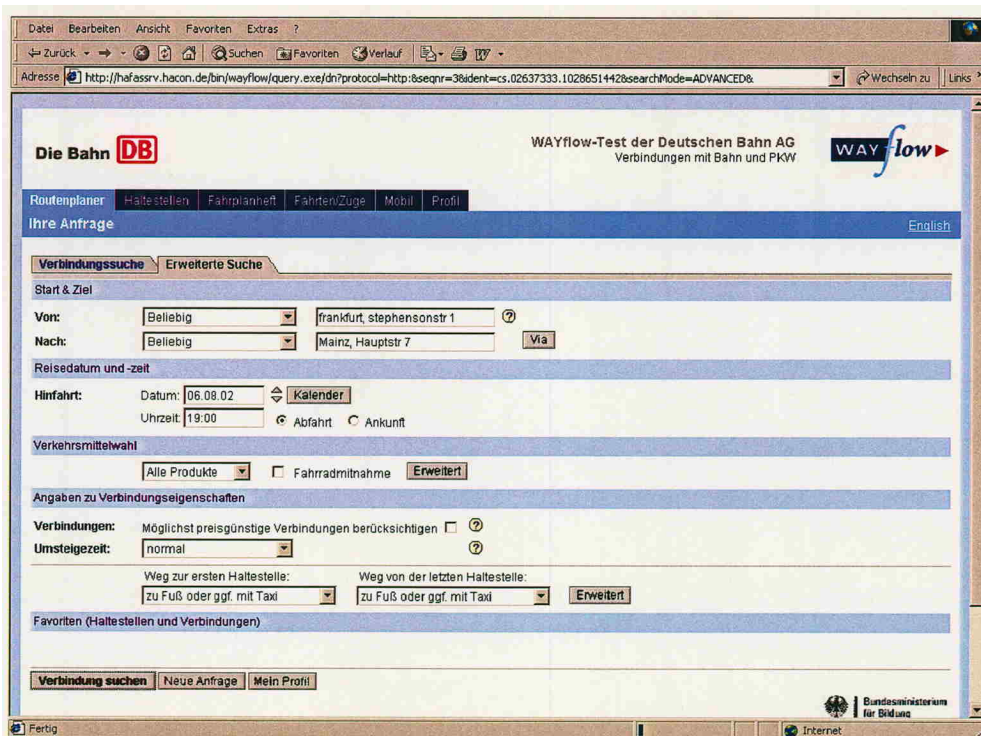 Datei Bearbeiten Ansicht Favoriten Extras ?
Zurück Suchen Favoriten Verlauf
Adresse http://hafassrv.hacon.de/bin/wayflow/query.exe/dn?protocol=http:&seqnr=3&ident=cs.02637333.1028651442&searchMode=ADVANCED& Wechseln zu Links
Die Bahn DB
WAYflow-Test der Deutschen Bahn AG
Verbindungen mit Bahn und PKW
WAYflow
Routenplaner Haltestellen Fahrplanheft Fahrten/Züge Mobil Profil
Ihre Anfrage English
Verbindungssuche Erweiterte Suche
Start & Ziel
Von: Beliebig frankfurt, stephensonstr 1 ?
Nach: Beliebig Mainz, Hauptstr 7 Via
Reisedatum und -zeit
Hinfahrt: Datum: 06.08.02 Kalender
Uhrzeit: 19:00 Abfahrt Ankunft
Verkehrsmittelwahl
Alle Produkte Fahrradmitnahme Erweitert
Angaben zu Verbindungseigenschaften
Verbindungen: Möglichst preisgünstige Verbindungen berücksichtigen ?
Umsteigezeit: normal ?
Weg zur ersten Haltestelle: Weg von der letzten Haltestelle:
zu Fuß oder ggf. mit Taxi zu Fuß oder ggf. mit Taxi Erweitert
Favoriten (Haltestellen und Verbindungen)
Verbindung suchen Neue Anfrage Mein Profil
Bundesministerium
für Bildung
Fertig Internet